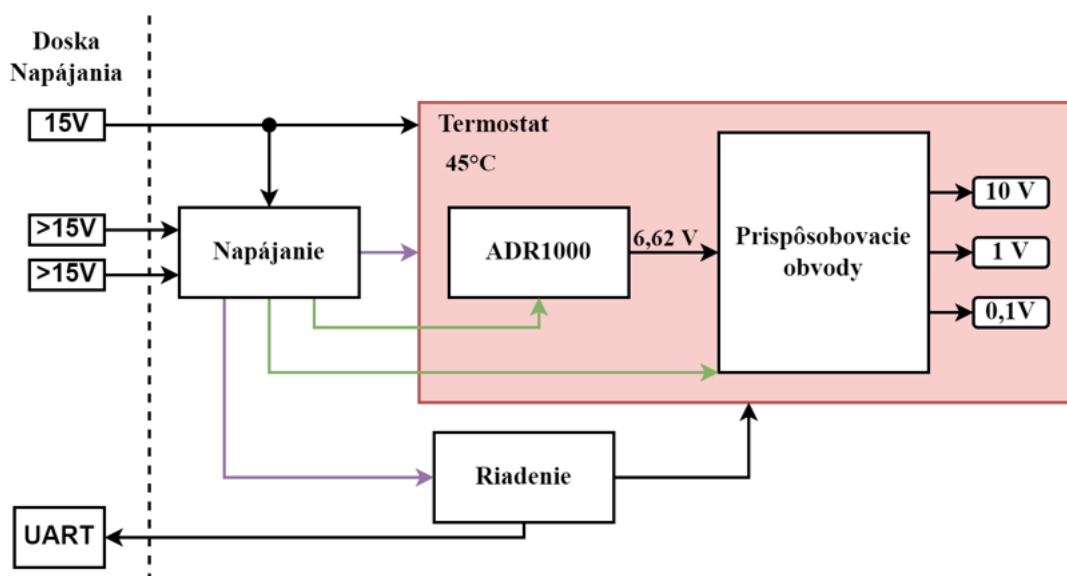 Doska
Napájania
15V
>15V
>15V
Napájanie
Termostat
45°C
ADR1000
6,62 V
Prispôsobovacie
obvody
10 V
1 V
0,1V
Riadenie
UART